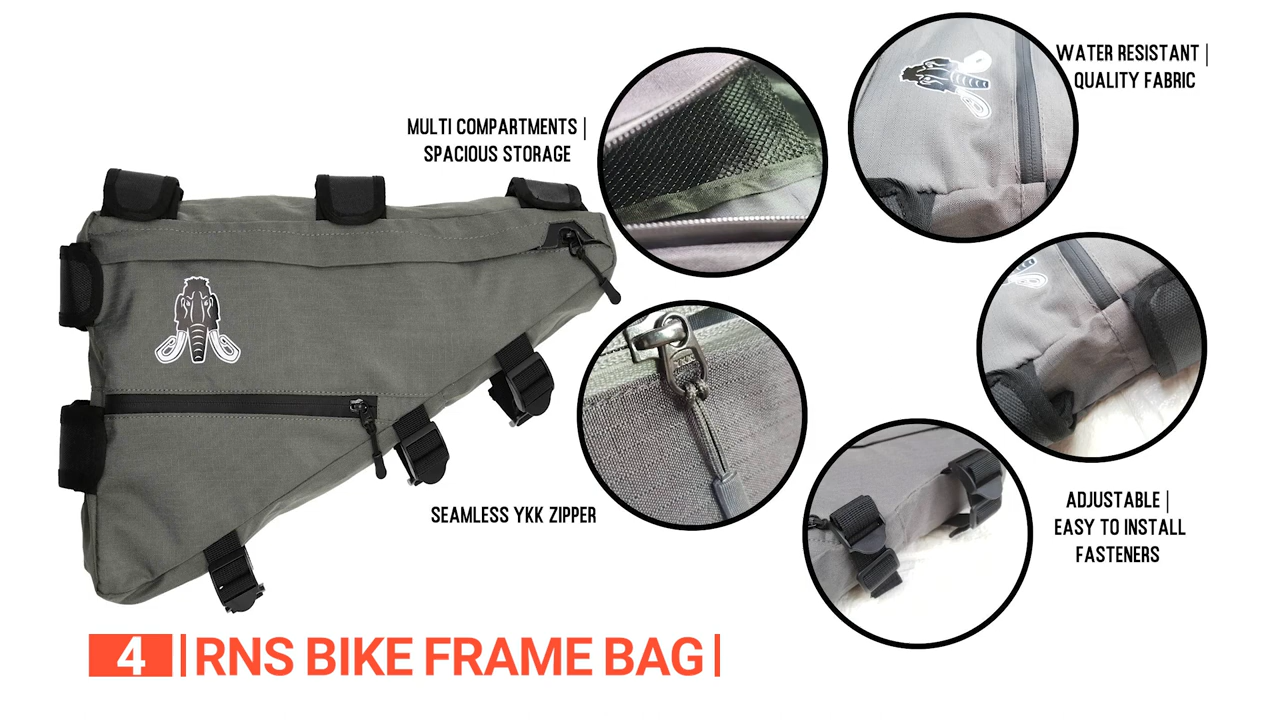 WATER RESISTANT |
QUALITY FABRIC
MULTI COMPARTMENTS |
SPACIOUS STORAGE
SEAMLESS YKK ZIPPER
ADJUSTABLE |
EASY TO INSTALL
FASTENERS
4 | RNS BIKE FRAME BAG |